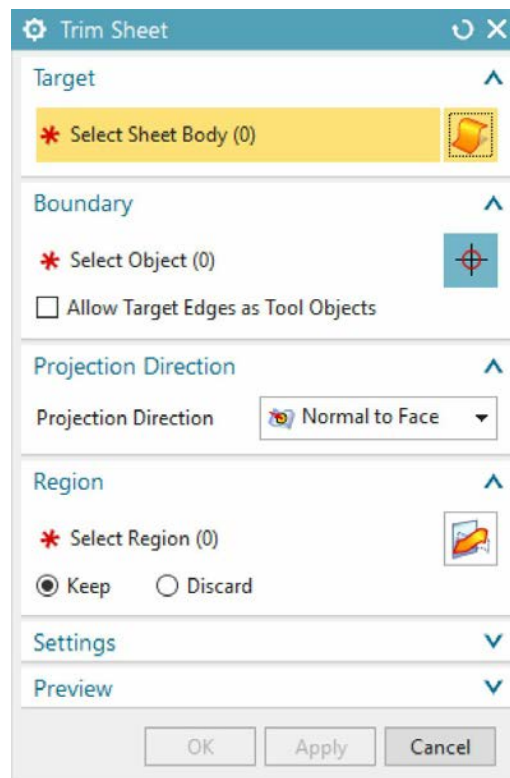 Trim Sheet
Target
* Select Sheet Body (0)
Boundary
* Select Object (0)
Allow Target Edges as Tool Objects
Projection Direction
Projection Direction Normal to Face
Region
* Select Region (0)
Keep Discard
Settings
Preview
OK Apply Cancel